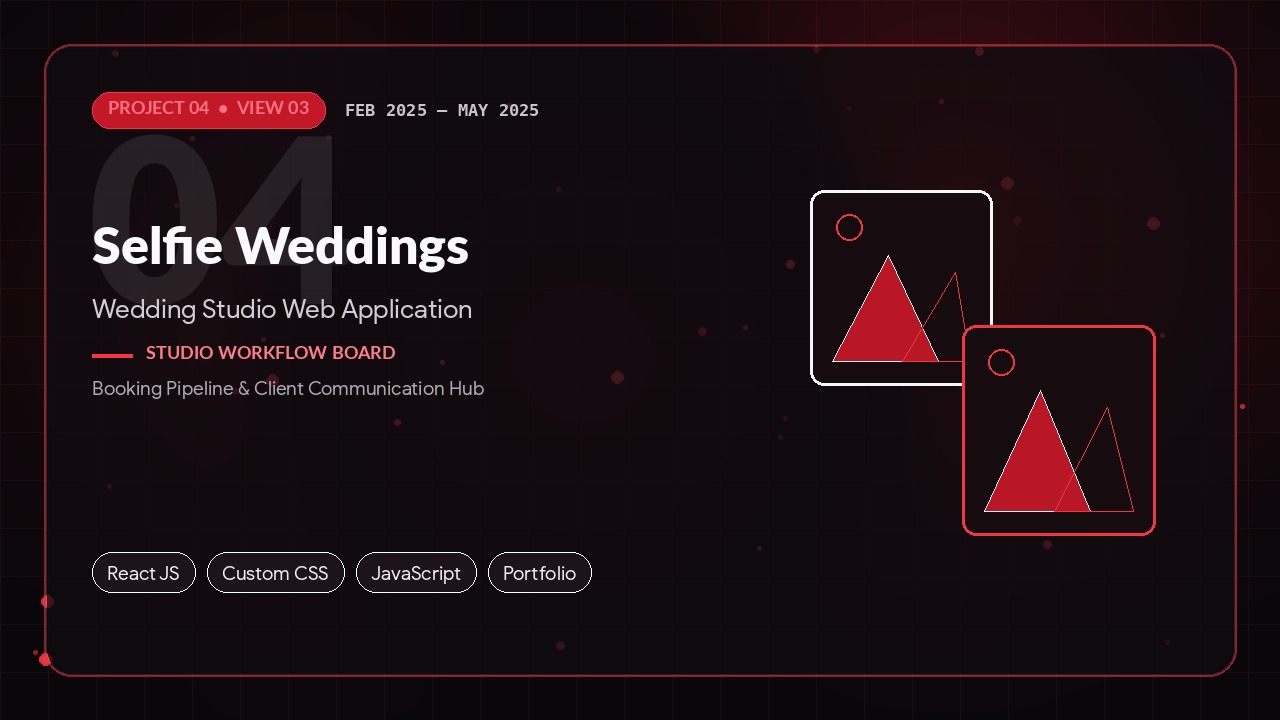 PROJECT 04 ● VIEW 03
FEB 2025 — MAY 2025
04
Selfie Weddings
Wedding Studio Web Application
STUDIO WORKFLOW BOARD
Booking Pipeline & Client Communication Hub
React JS
Custom CSS
JavaScript
Portfolio